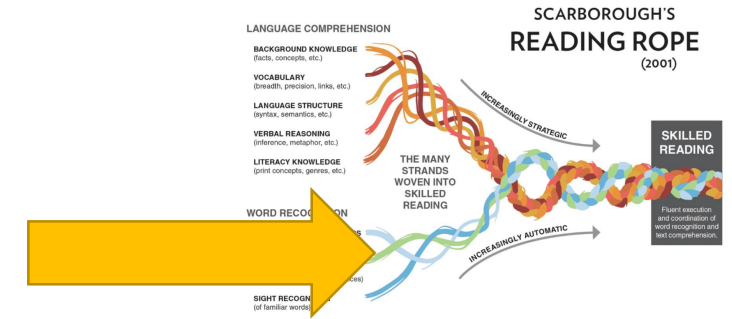 SCARBOROUGH'S
READING ROPE
(2001)
LANGUAGE COMPREHENSION
BACKGROUND KNOWLEDGE
(facts, concepts, etc.)
VOCABULARY
(breadth, precision, links, etc.)
LANGUAGE STRUCTURE
(syntax, semantics, etc.)
VERBAL REASONING
(inference, metaphor, etc.)
LITERACY KNOWLEDGE
(print concepts, genres, etc.)
THE MANY
STRANDS
WOVEN INTO
SKILLED
READING
INCREASINGLY STRATEGIC
SKILLED
READING
Fluent execution
and coordination of
word recognition and
text comprehension.
WORD RECOGNITION
INCREASINGLY AUTOMATIC
SIGHT
(of familiar words)